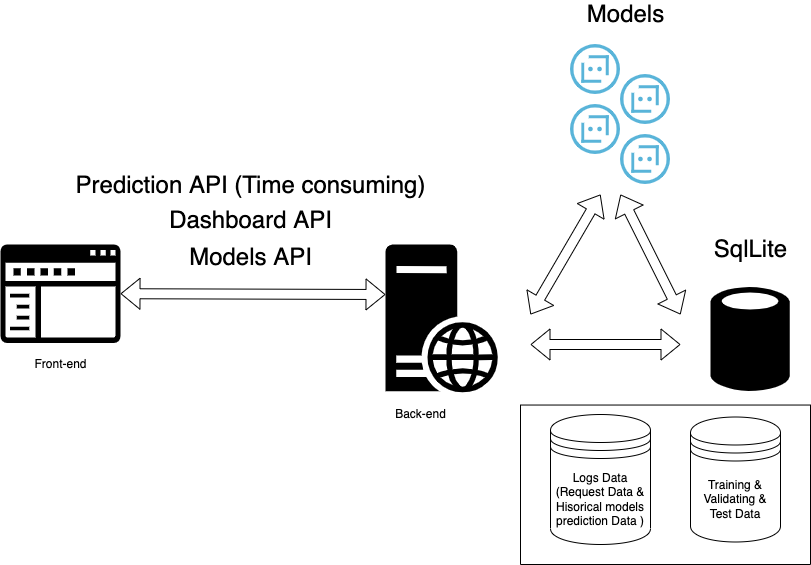 Models
Prediction API (Time consuming)
Dashboard API
Models API
SqlLite
Front-end
Back-end
Logs Data
(Request Data &
Hisorical models
prediction Data )
Training &
Validating &
Test Data